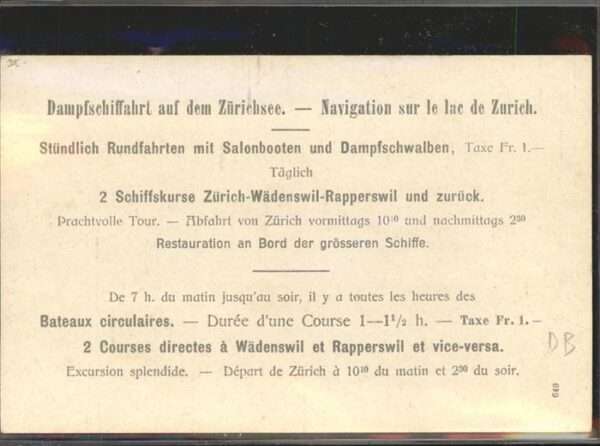 Dampfschiffahrt auf dem Zürichsee. — Navigation sur le lac de Zurich.
Stündlich Rundfahrten mit Salonbooten und Dampfschwalben, Taxe Fr. 1.—
Täglich
2 Schiffskurse Zürich-Wädenswil-Rapperswil und zurück.
Prachtvolle Tour. — Abfahrt von Zürich vormittags 10¹⁰ und nachmittags 2³⁰
Restauration an Bord der grösseren Schiffe.
De 7 h. du matin jusqu'au soir, il y a toutes les heures des
Bateaux circulaires. — Durée d'une Course 1—1½ h. — Taxe Fr. 1.—
2 Courses directes à Wädenswil et Rapperswil et vice-versa.
Excursion splendide. — Départ de Zürich à 10¹⁰ du matin et 2³⁰ du soir.
DB
649